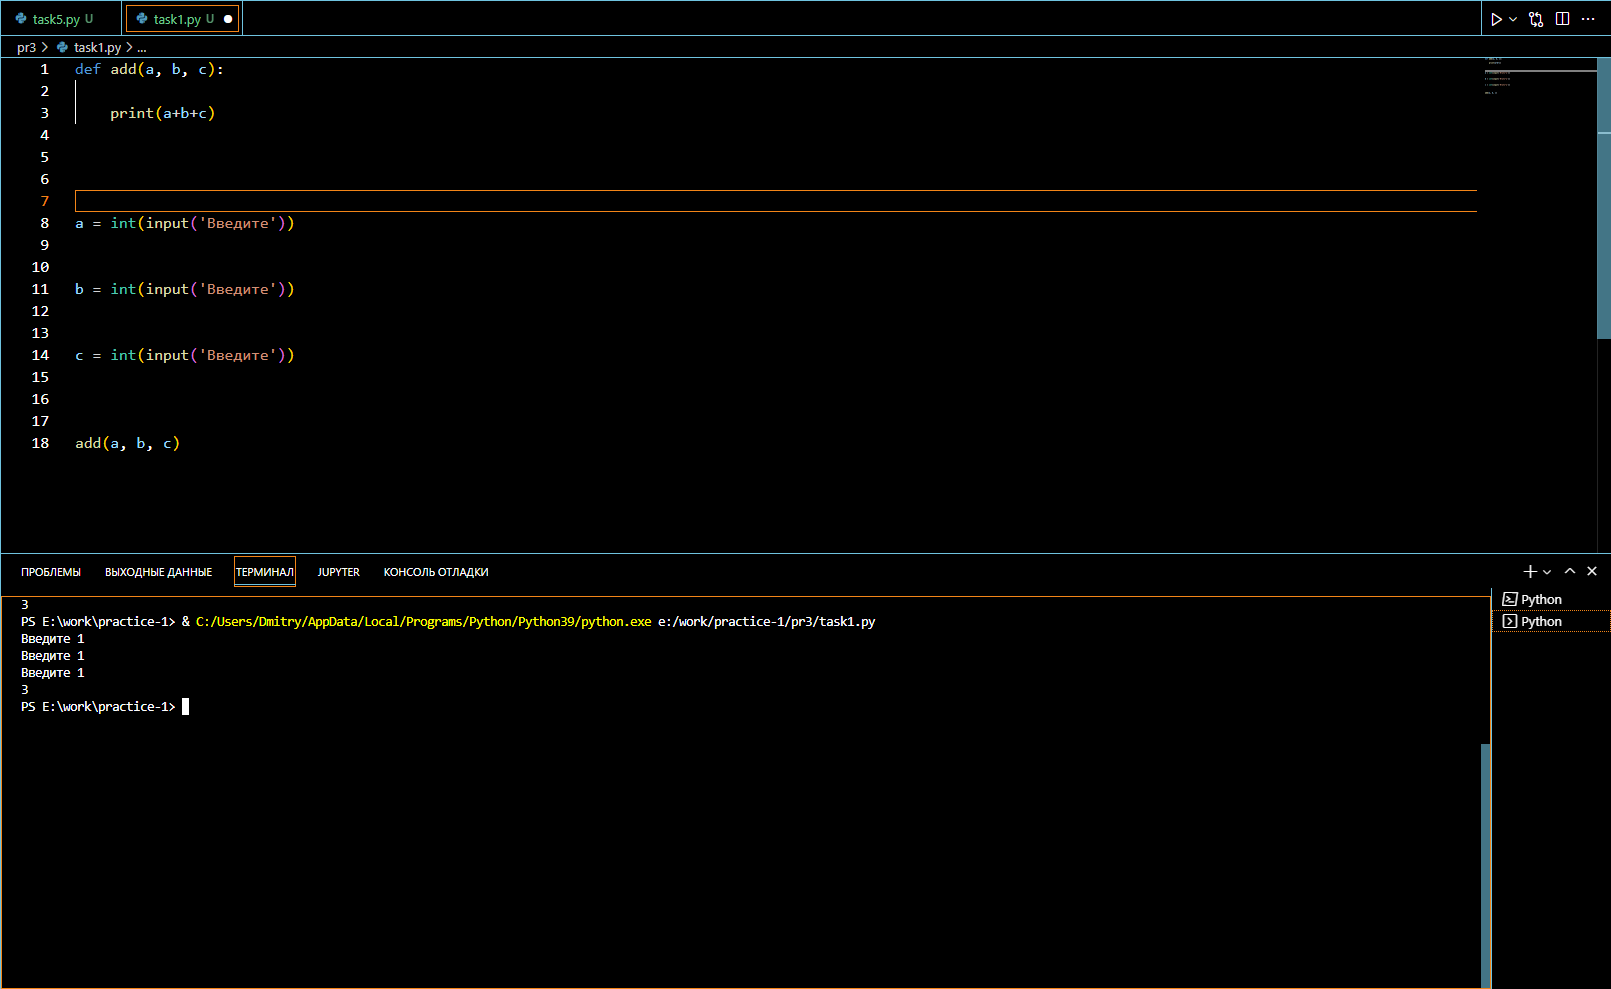 task5.py U
task1.py U
pr3 > task1.py > ...
1 def add(a, b, c):
2
3 print(a+b+c)
4
5
6
7
8 a = int(input('Введите'))
9
10
11 b = int(input('Введите'))
12
13
14 c = int(input('Введите'))
15
16
17
18 add(a, b, c)
ПРОБЛЕМЫ ВЫХОДНЫЕ ДАННЫЕ ТЕРМИНАЛ JUPYTER КОНСОЛЬ ОТЛАДКИ
3
PS E:\work\practice-1> & C:/Users/Dmitry/AppData/Local/Programs/Python/Python39/python.exe e:/work/practice-1/pr3/task1.py
Введите 1
Введите 1
Введите 1
3
PS E:\work\practice-1>
Python
Python